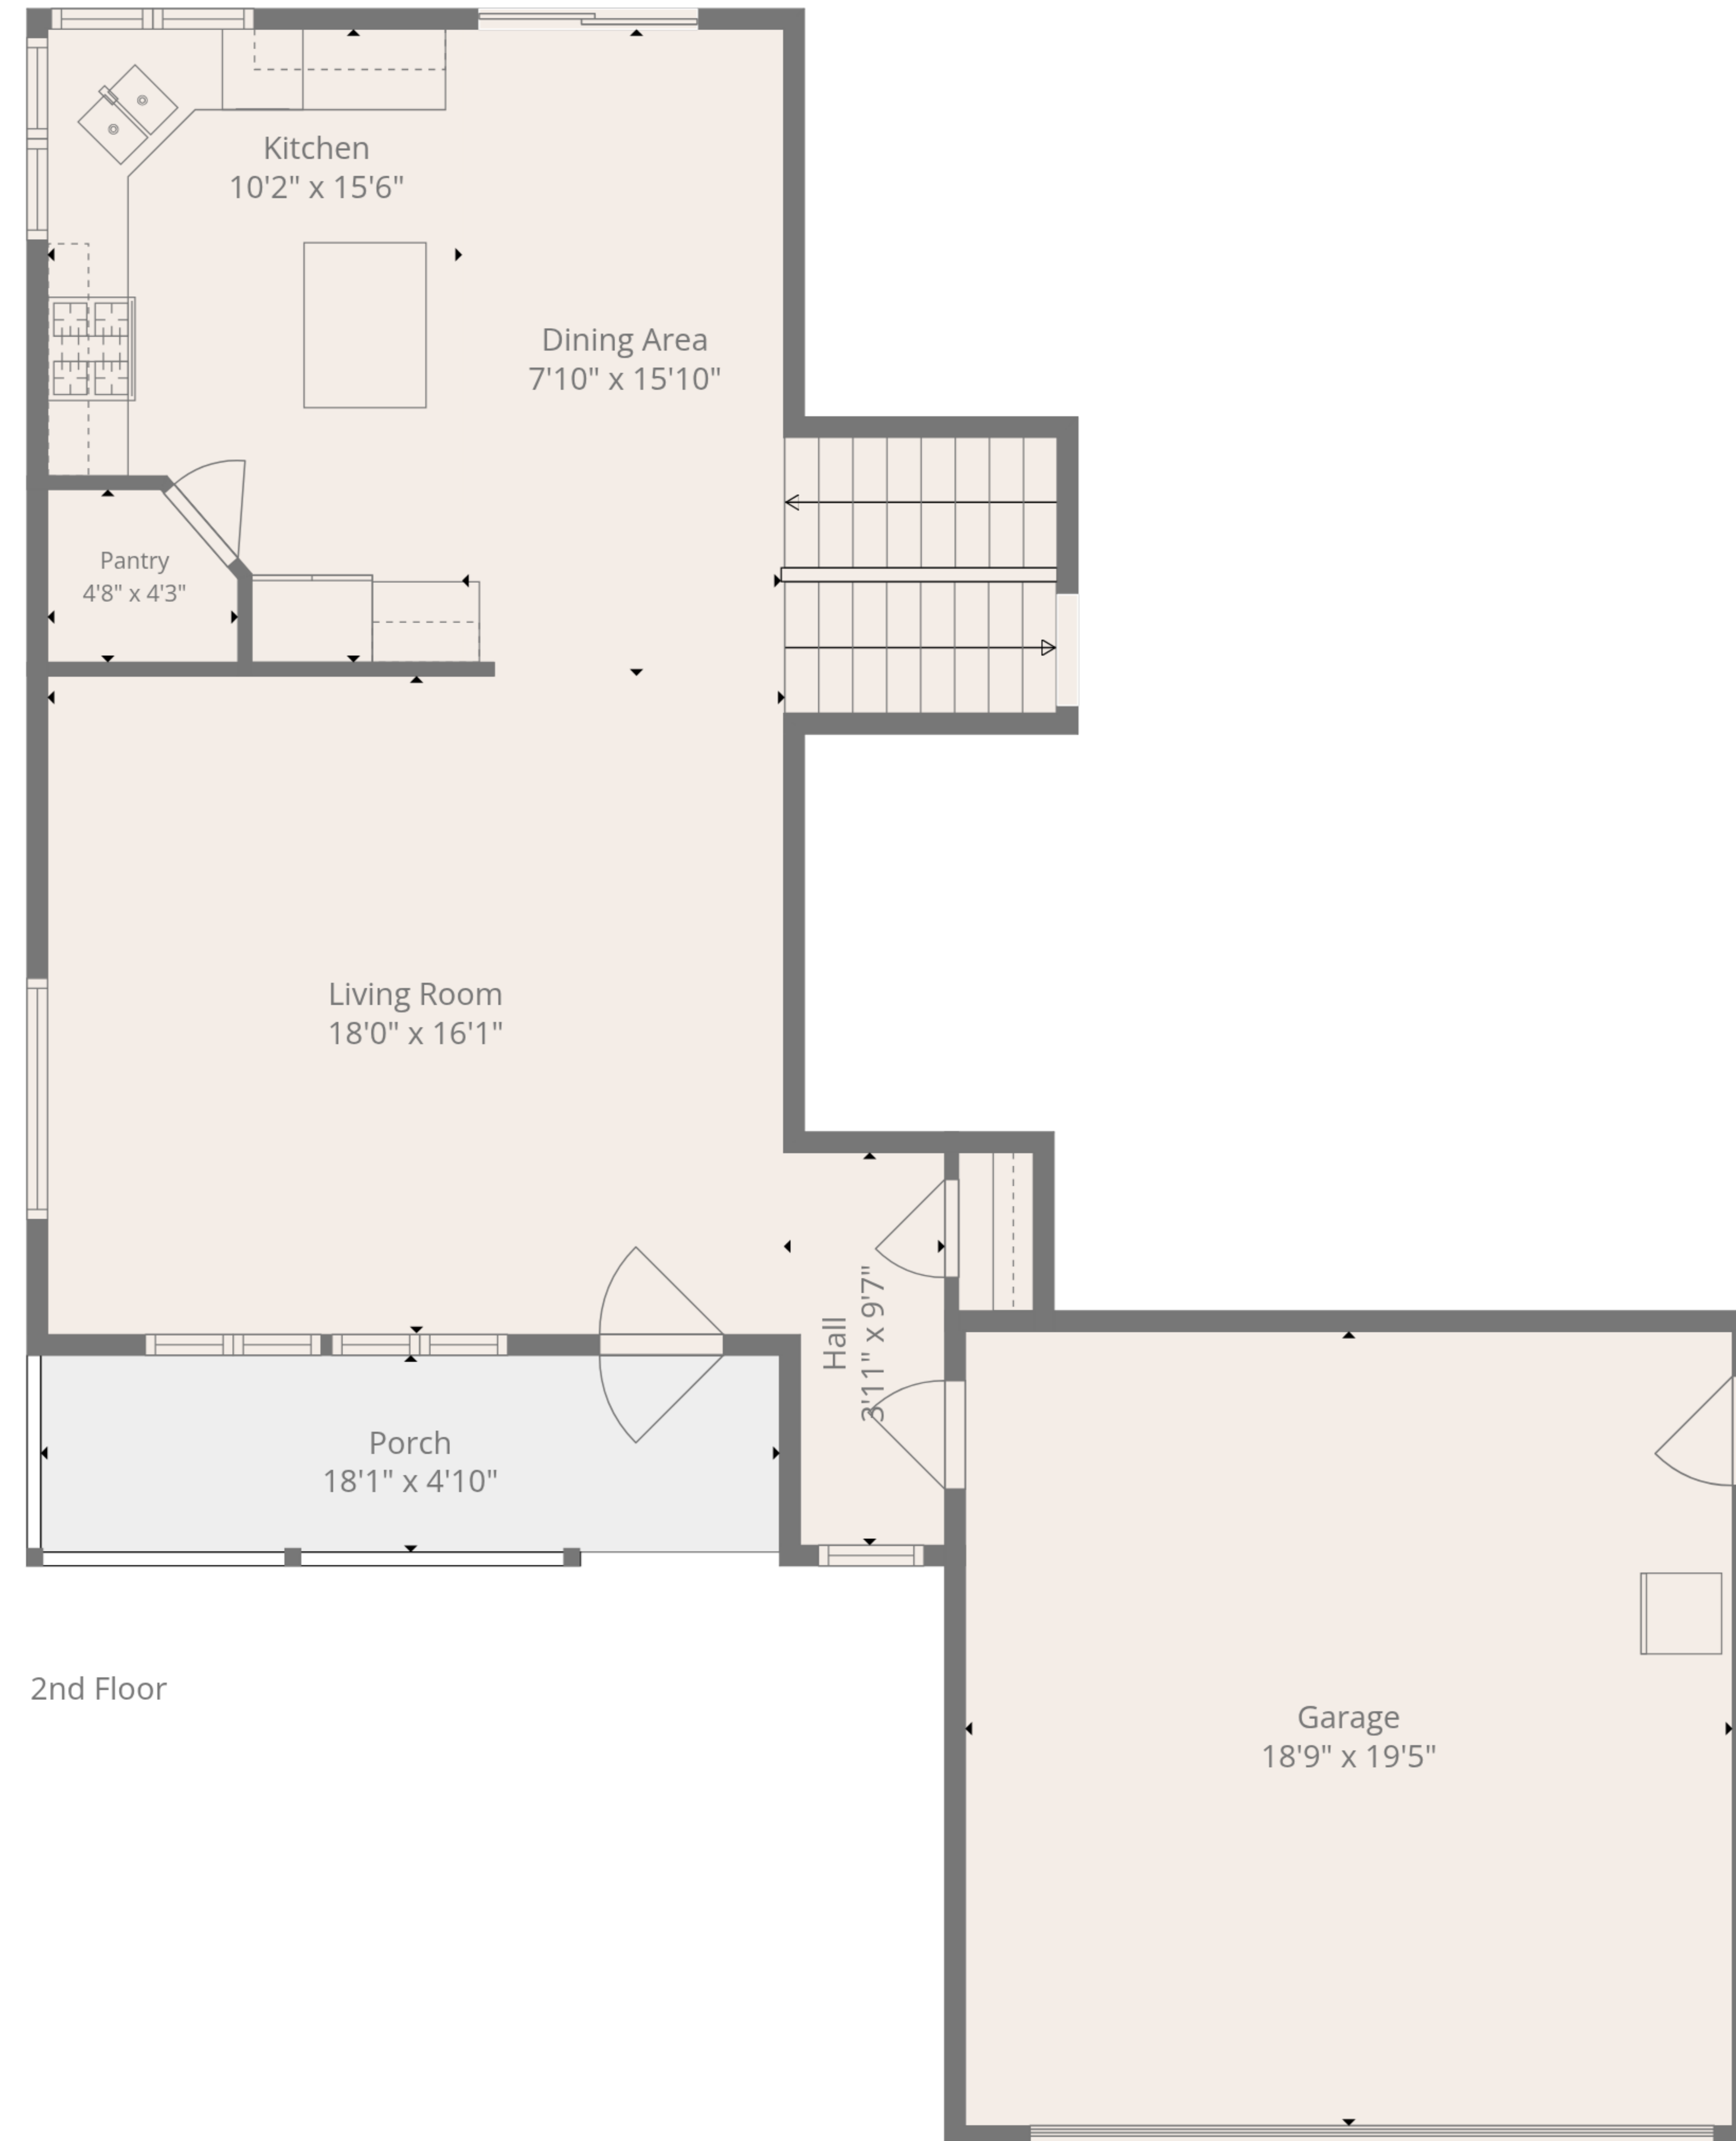 Kitchen
10'2" x 15'6"
Dining Area
7'10" x 15'10"
Pantry
4'8" x 4'3"
Living Room
18'0" x 16'1"
Hall
3'11" x 9'7"
Porch
18'1" x 4'10"
2nd Floor
Garage
18'9" x 19'5"